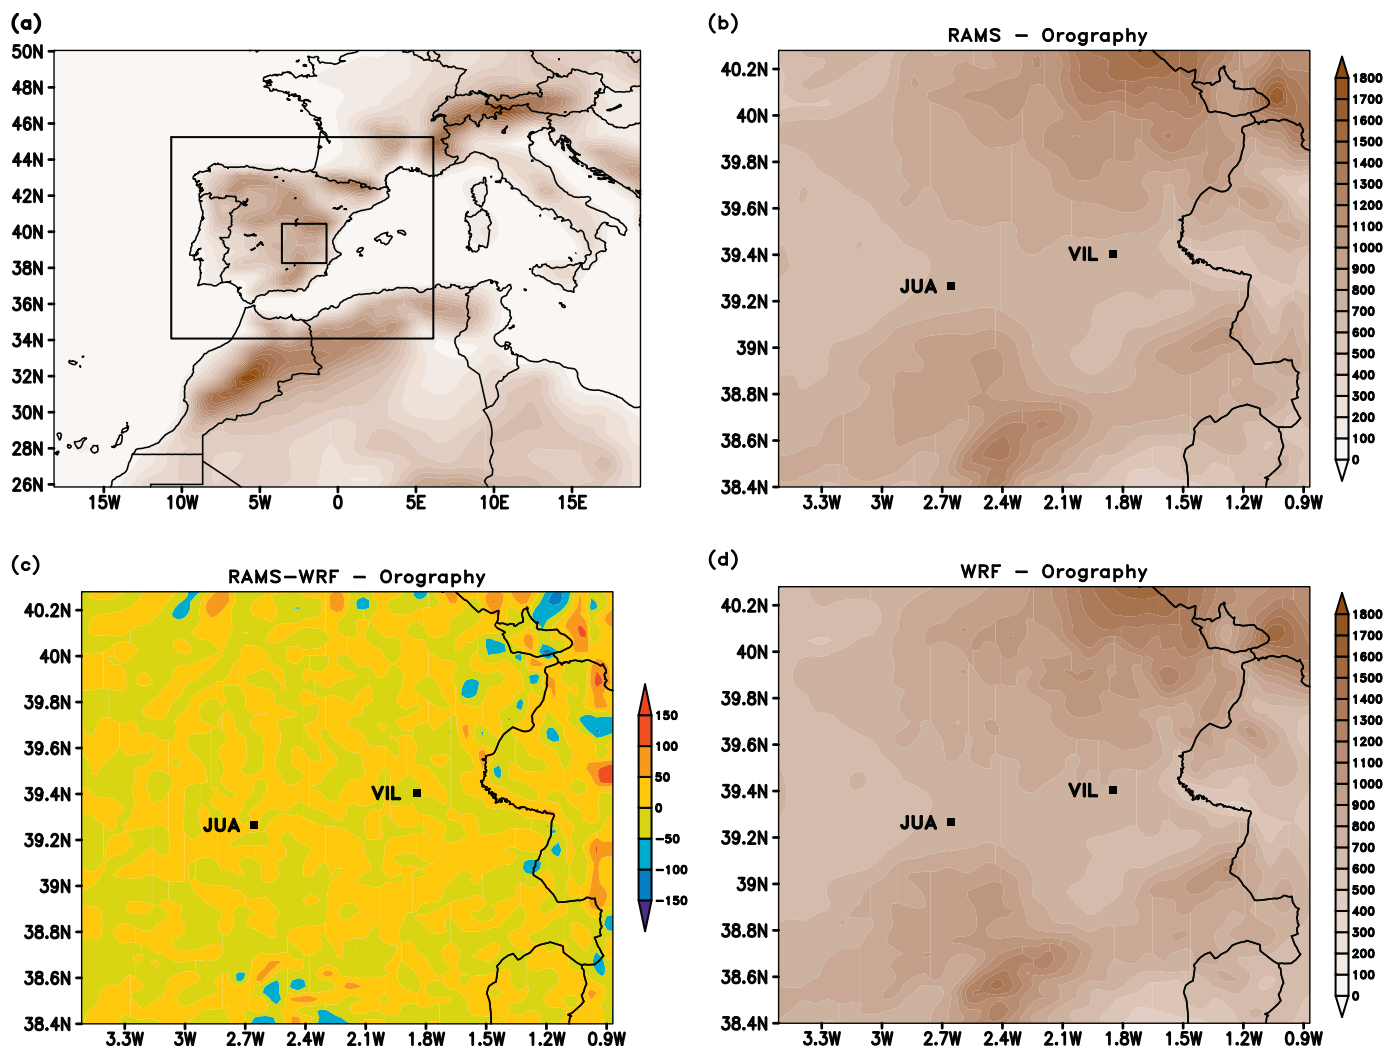 (a)
50N
48N
46N
44N
42N
40N
38N
36N
34N
32N
30N
28N
26N
15W 10W 5W 0 5E 10E 15E
(b)
RAMS – Orography
40.2N
40N
39.8N
39.6N
39.4N
39.2N
39N
38.8N
38.6N
38.4N
VIL
JUA
3.3W 3W 2.7W 2.4W 2.1W 1.8W 1.5W 1.2W 0.9W
1800
1700
1600
1500
1400
1300
1200
1100
1000
900
800
700
600
500
400
300
200
100
0
(c)
RAMS–WRF – Orography
40.2N
40N
39.8N
39.6N
39.4N
39.2N
39N
38.8N
38.6N
38.4N
VIL
JUA
3.3W 3W 2.7W 2.4W 2.1W 1.8W 1.5W 1.2W 0.9W
150
100
50
0
−50
−100
−150
(d)
WRF – Orography
40.2N
40N
39.8N
39.6N
39.4N
39.2N
39N
38.8N
38.6N
38.4N
VIL
JUA
3.3W 3W 2.7W 2.4W 2.1W 1.8W 1.5W 1.2W 0.9W
1800
1700
1600
1500
1400
1300
1200
1100
1000
900
800
700
600
500
400
300
200
100
0